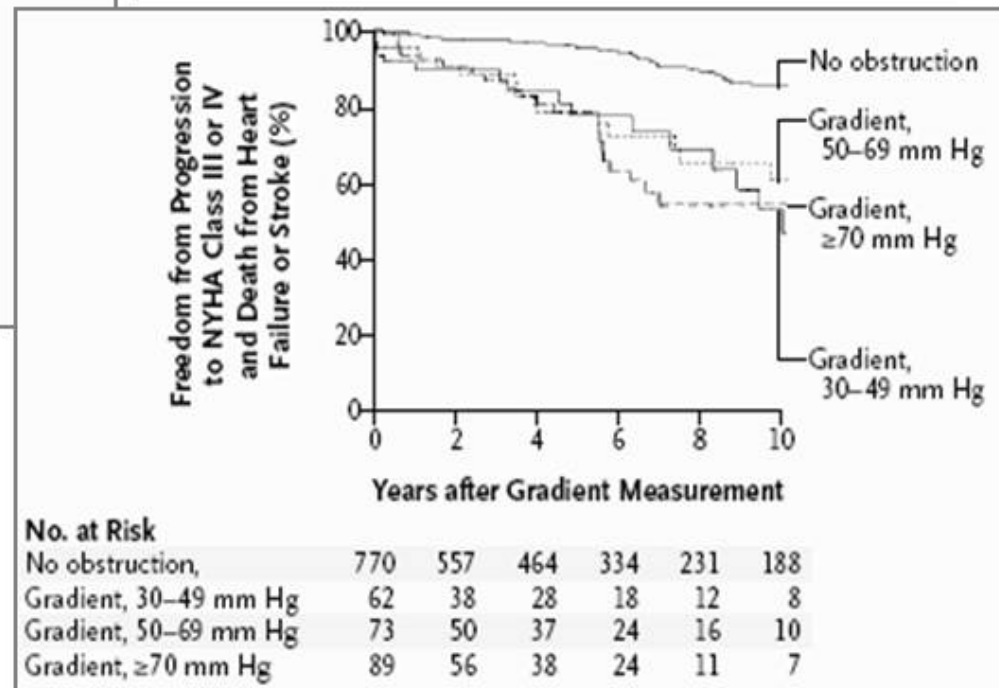 Freedom from Progression
to NYHA Class III or IV
and Death from Heart
Failure or Stroke (%)
100
80
60
40
20
0
0 2 4 6 8 10
Years after Gradient Measurement
No obstruction
Gradient,
50–69 mm Hg
Gradient,
≥70 mm Hg
Gradient,
30–49 mm Hg
No. at Risk
No obstruction, 770 557 464 334 231 188
Gradient, 30–49 mm Hg 62 38 28 18 12 8
Gradient, 50–69 mm Hg 73 50 37 24 16 10
Gradient, ≥70 mm Hg 89 56 38 24 11 7